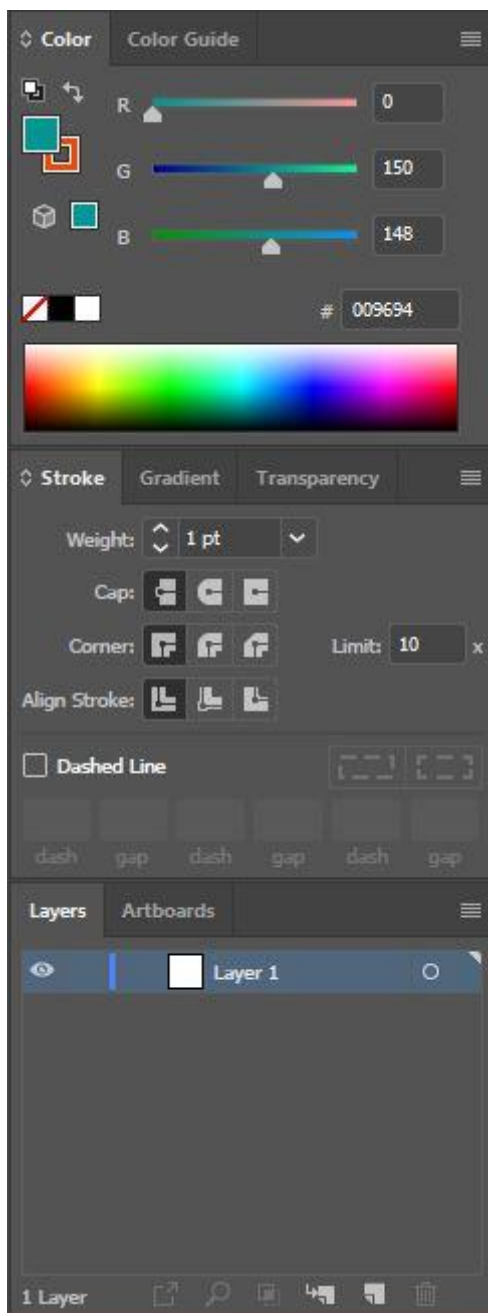 Color Color Guide
R 0
G 150
B 148
# 009694
Stroke Gradient Transparency
Weight: 1 pt
Cap:
Corner: Limit: 10 x
Align Stroke:
Dashed Line
dash gap dash gap dash gap
Layers Artboards
Layer 1
1 Layer